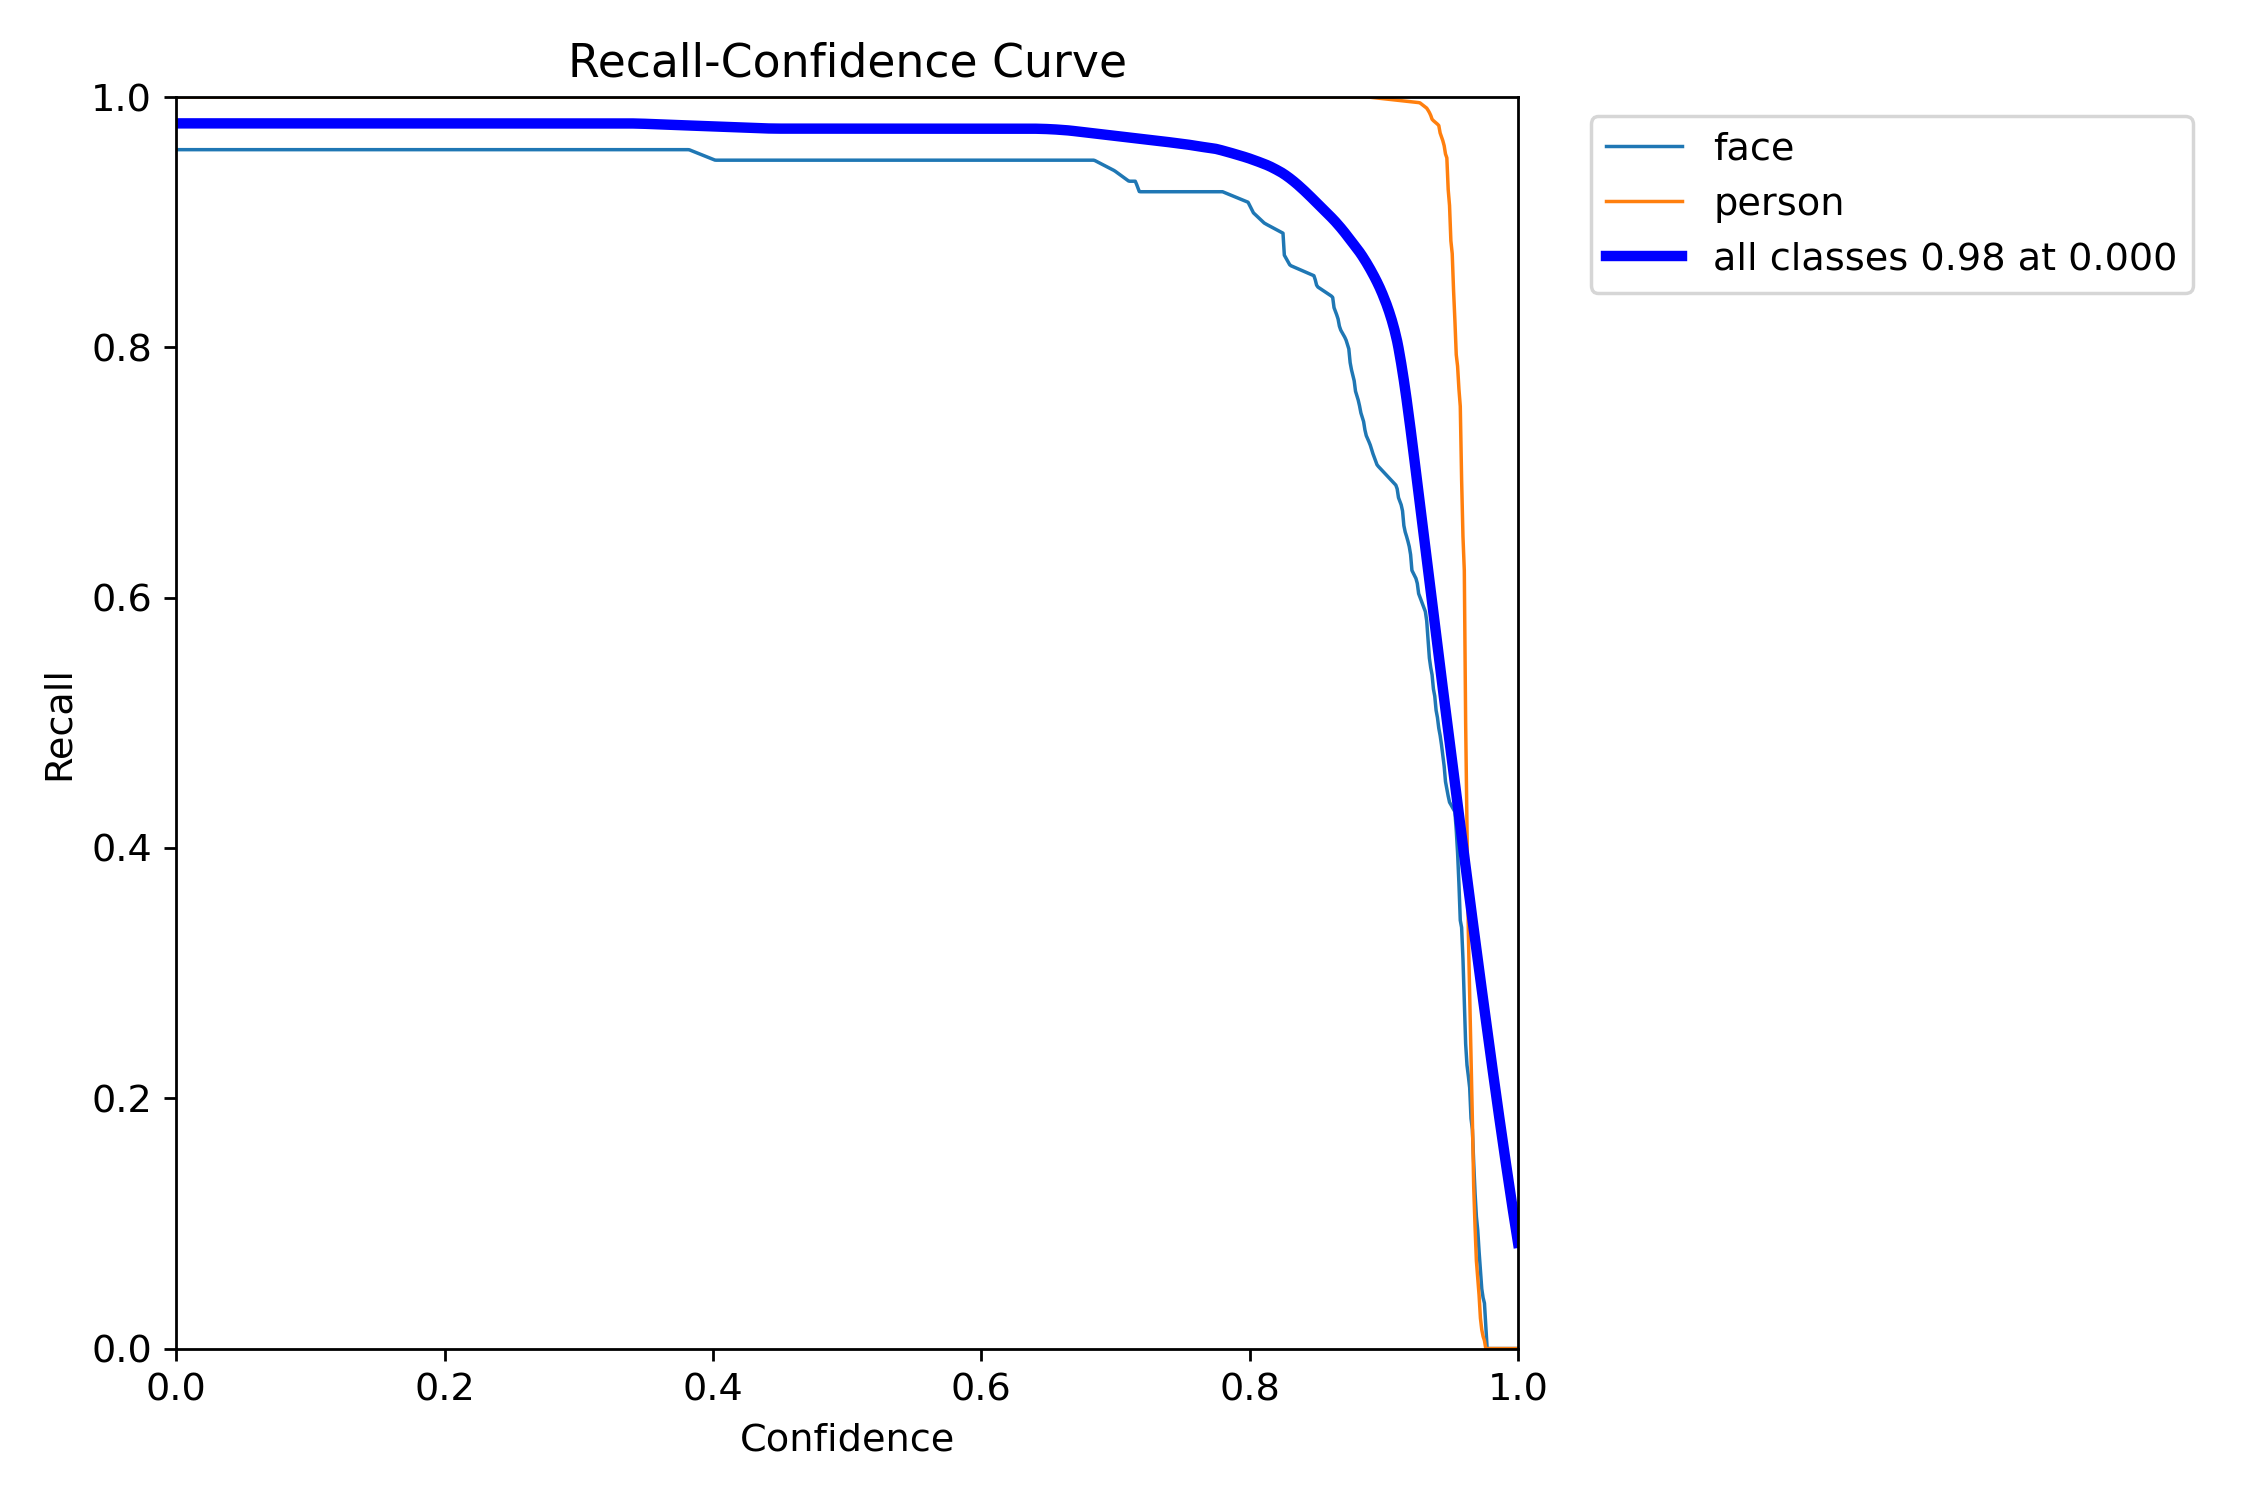 Recall-Confidence Curve
1.0
0.8
0.6
0.4
0.2
0.0
Recall
0.0 0.2 0.4 0.6 0.8 1.0
Confidence
face
person
all classes 0.98 at 0.000